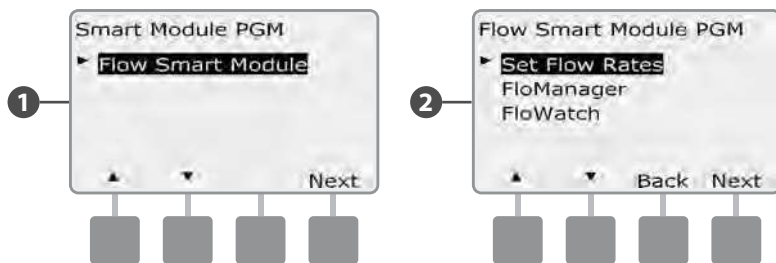 1
Smart Module PGM
Flow Smart Module
Next
2
Flow Smart Module PGM
Set Flow Rates
FloManager
FloWatch
Back Next